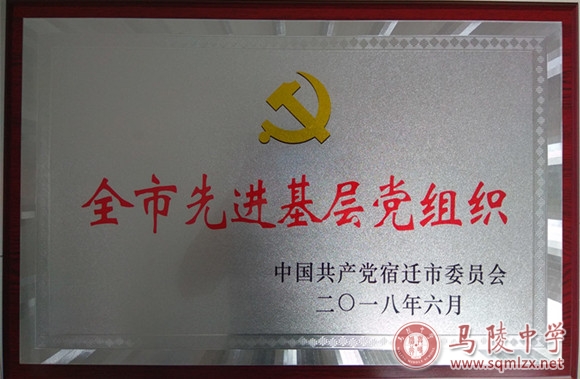 全市先进基层党组织
中国共产党宿迁市委员会
二〇一八年六月
马陵中学
www.sqmlzx.net